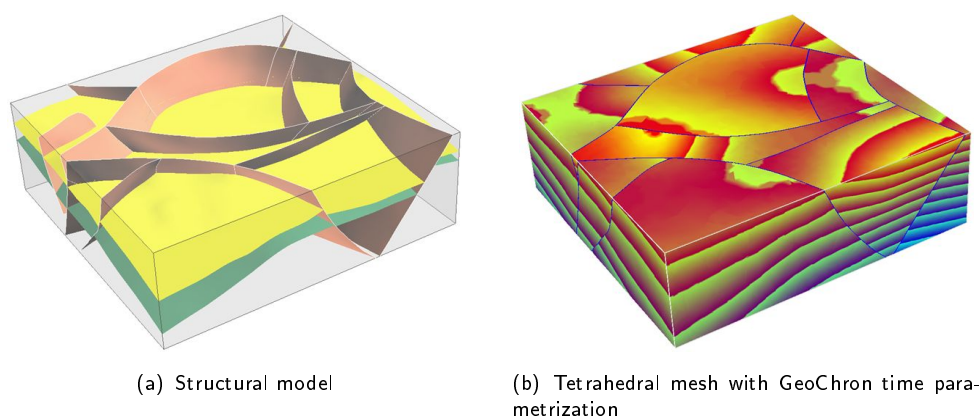 (a) Structural model
(b) Tetrahedral mesh with GeoChron time para-
metrization